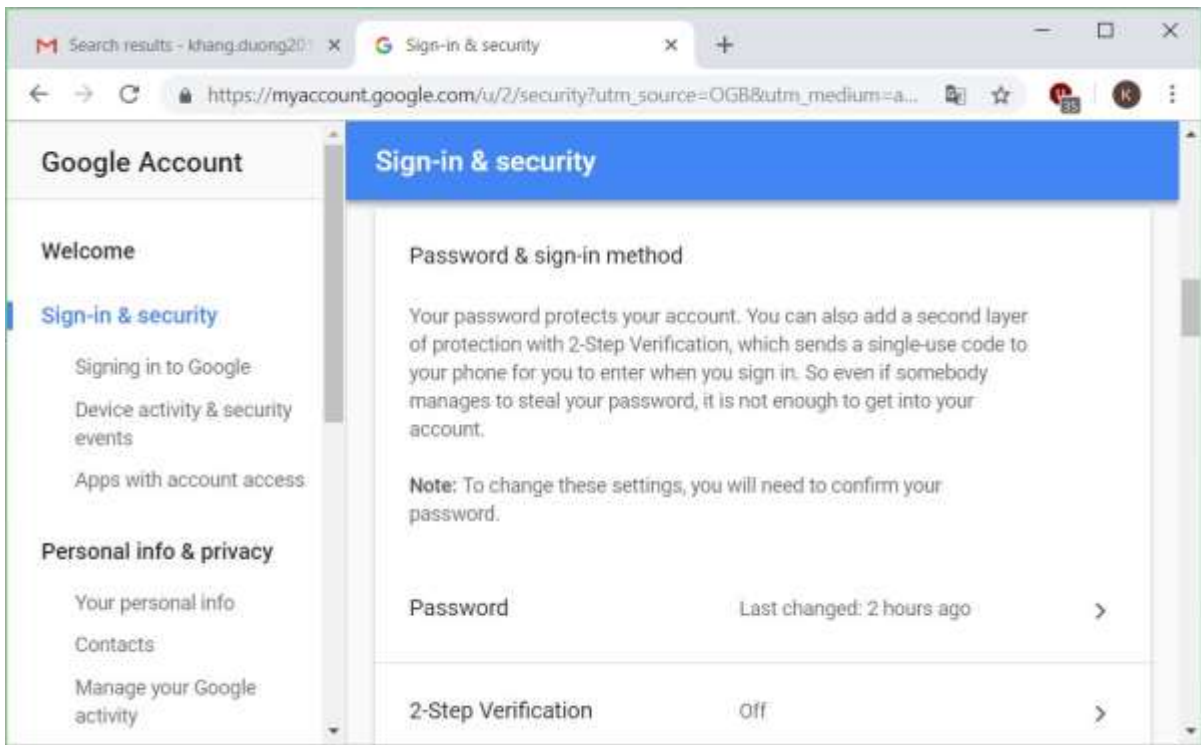 Search results - khang.duong201
Sign-in & security
https://myaccount.google.com/u/2/security?utm_source=OGB&utm_medium=a...
35
K
Google Account
Welcome
Sign-in & security
Signing in to Google
Device activity & security
events
Apps with account access
Personal info & privacy
Your personal info
Contacts
Manage your Google
activity
Sign-in & security
Password & sign-in method
Your password protects your account. You can also add a second layer
of protection with 2-Step Verification, which sends a single-use code to
your phone for you to enter when you sign in. So even if somebody
manages to steal your password, it is not enough to get into your
account.
Note: To change these settings, you will need to confirm your
password.
Password Last changed: 2 hours ago
2-Step Verification Off